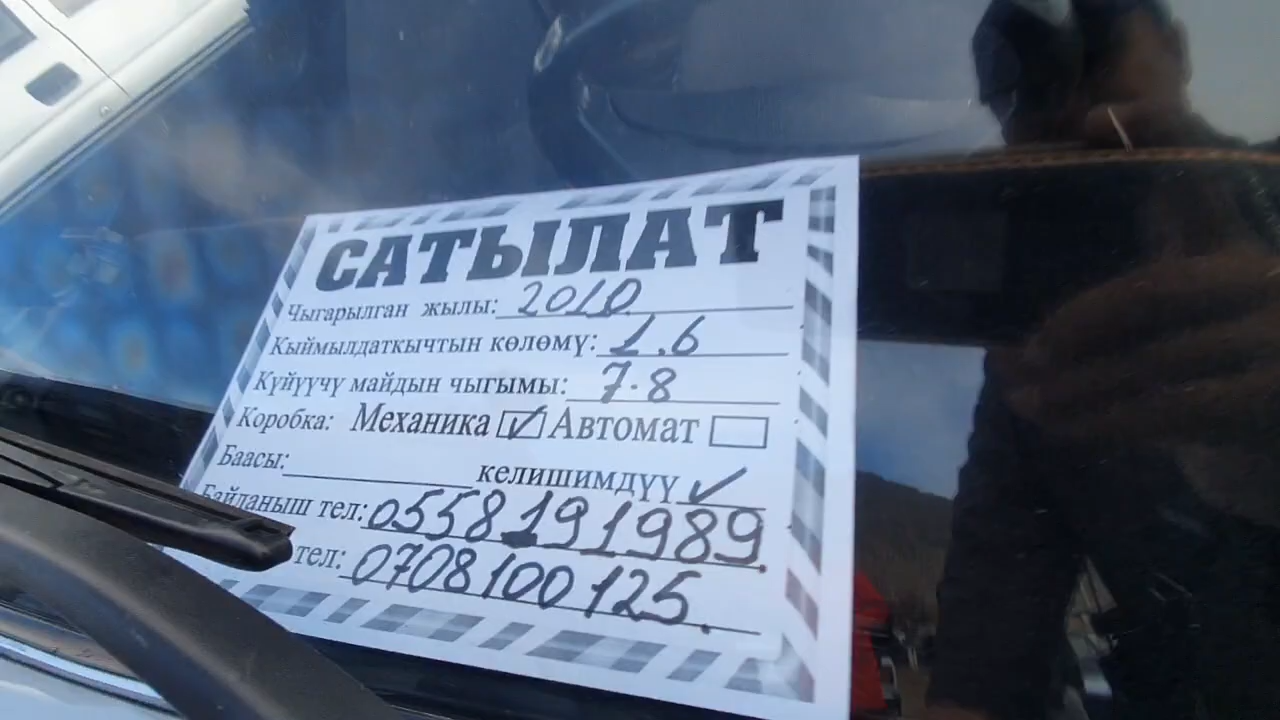 САТЫЛАТ
Чыгарылган жылы: 2010
Кыймылдаткычтын көлөмү: 1.6
Күйүүчү майдын чыгымы: 7-8
Коробка: Механика ☑ Автомат ☐
Баасы: келишимдүү ✓
Байланыш тел: 0558191989.
тел: 0708100125.